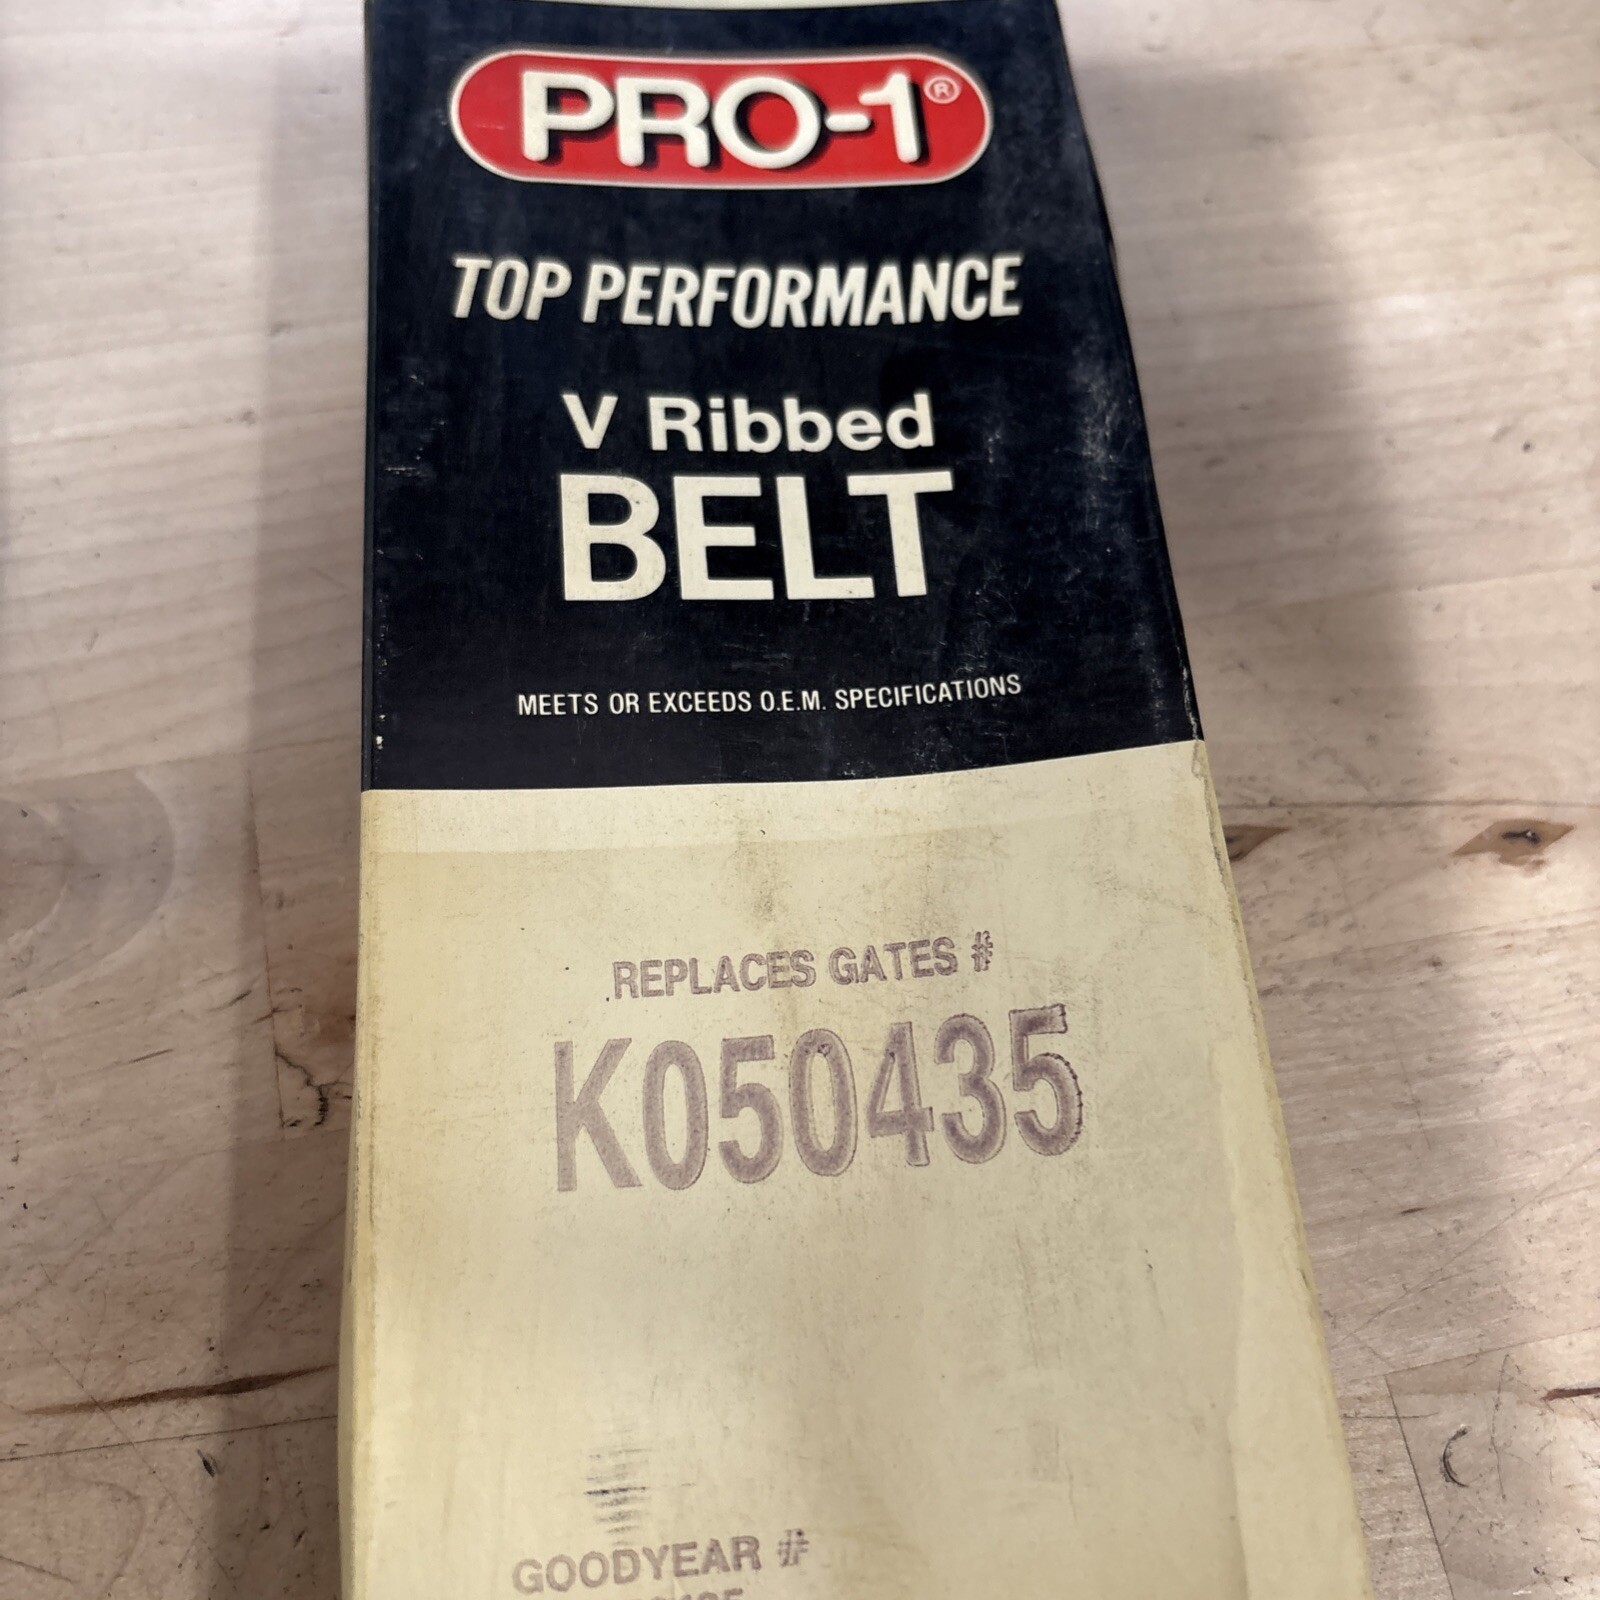 PRO-1®
TOP PERFORMANCE
V Ribbed
BELT
MEETS OR EXCEEDS O.E.M. SPECIFICATIONS
REPLACES GATES #
K050435
GOODYEAR #